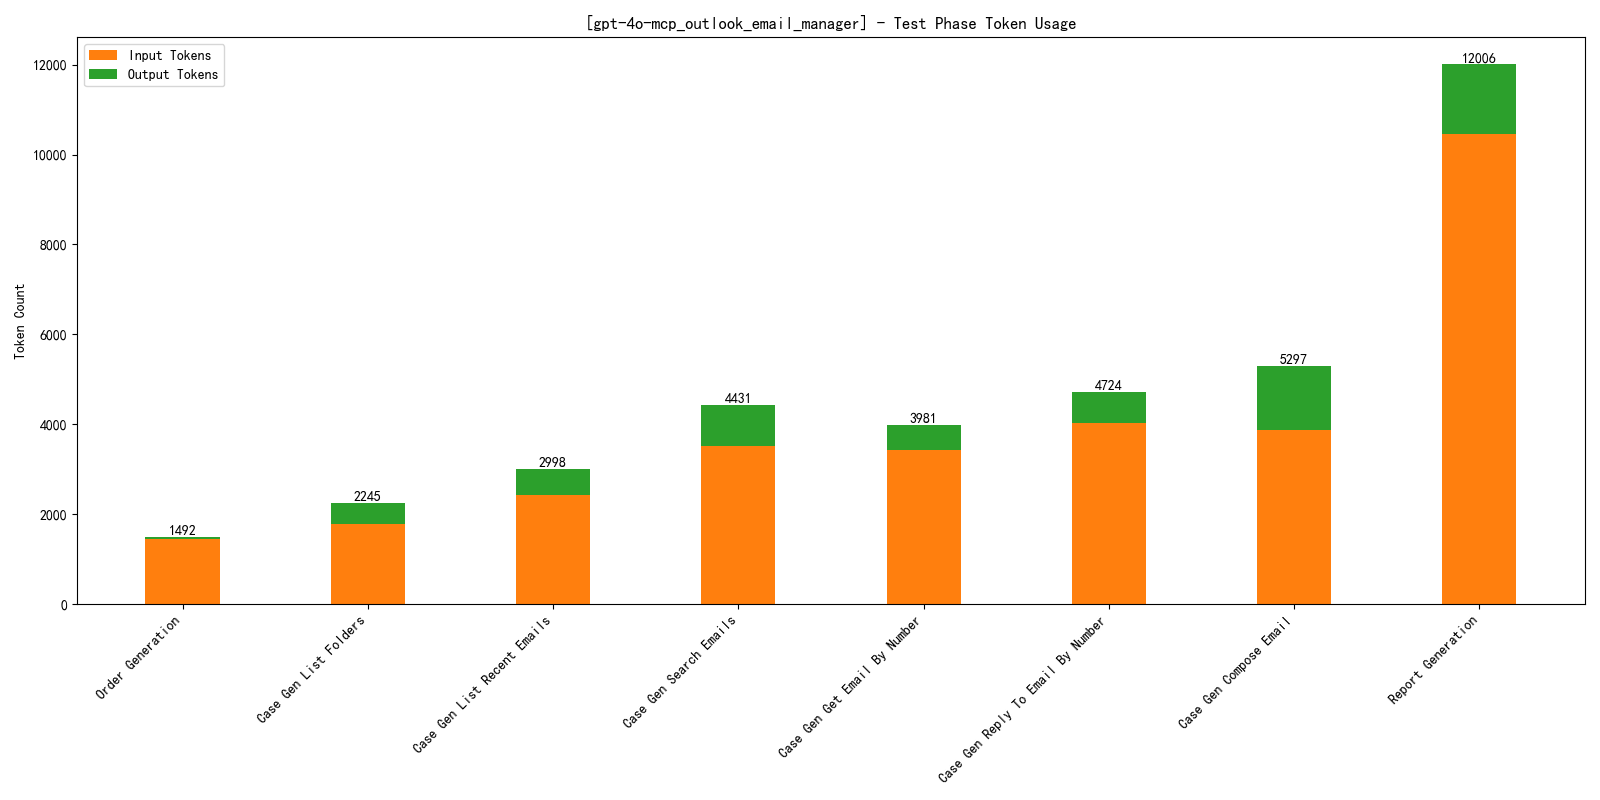 [gpt-4o-mcp_outlook_email_manager] - Test Phase Token Usage
Input Tokens
Output Tokens
Token Count
12000
10000
8000
6000
4000
2000
0
1492
2245
2998
4431
3981
4724
5297
12006
Order Generation
Case Gen List Folders
Case Gen List Recent Emails
Case Gen Search Emails
Case Gen Get Email By Number
Case Gen Reply To Email By Number
Case Gen Compose Email
Report Generation